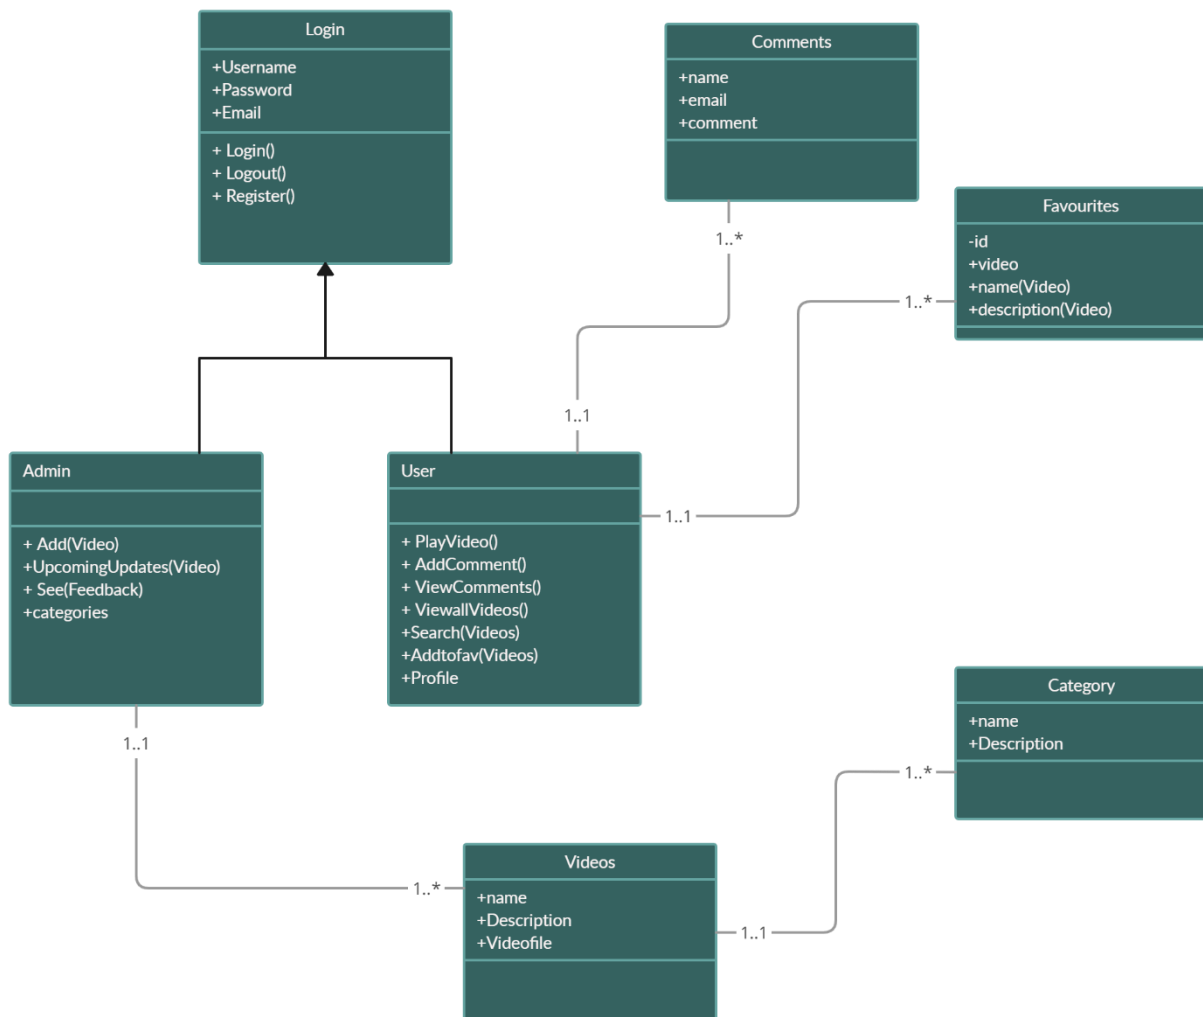 Login
+Username
+Password
+Email
+ Login()
+ Logout()
+ Register()
Comments
+name
+email
+comment
1..*
Favourites
-id
+video
+name(Video)
+description(Video)
1..*
1..1
1..1
Admin
+ Add(Video)
+UpcomingUpdates(Video)
+ See(Feedback)
+categories
User
+ PlayVideo()
+ AddComment()
+ ViewComments()
+ ViewallVideos()
+Search(Videos)
+Addtofav(Videos)
+Profile
Category
+name
+Description
1..1
1..*
1..*
1..1
Videos
+name
+Description
+Videofile